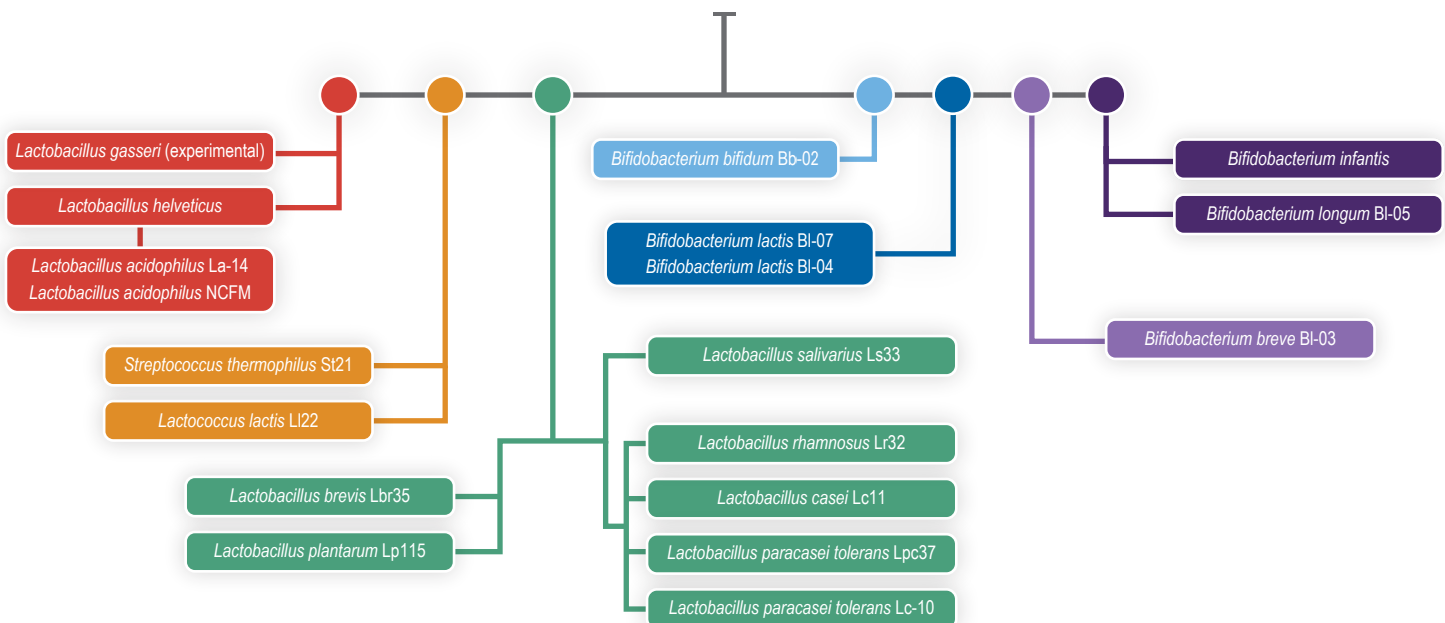 Lactobacillus gasseri (experimental)
Lactobacillus helveticus
Lactobacillus acidophilus La-14
Lactobacillus acidophilus NCFM
Streptococcus thermophilus St21
Lactococcus lactis Ll22
Lactobacillus brevis Lbr35
Lactobacillus plantarum Lp115
Lactobacillus salivarius Ls33
Lactobacillus rhamnosus Lr32
Lactobacillus casei Lc11
Lactobacillus paracasei tolerans Lpc37
Lactobacillus paracasei tolerans Lc-10
Bifidobacterium bifidum Bb-02
Bifidobacterium lactis Bl-07
Bifidobacterium lactis Bl-04
Bifidobacterium breve Bl-03
Bifidobacterium infantis
Bifidobacterium longum Bl-05